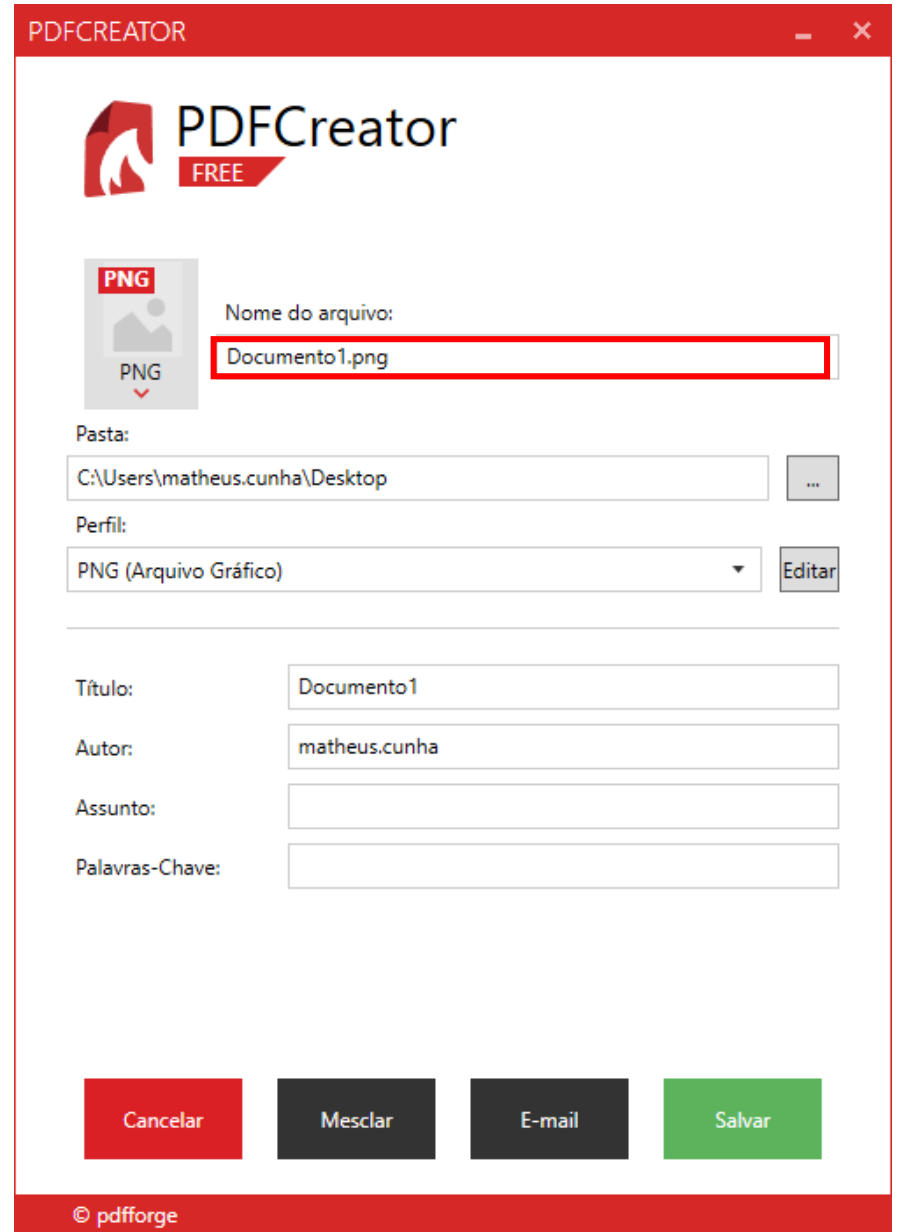 PDFCREATOR
PDFCreator
FREE
PNG
PNG
Nome do arquivo:
Documento1.png
Pasta:
C:\Users\matheus.cunha\Desktop
...
Perfil:
PNG (Arquivo Gráfico)
Editar
Título:
Documento1
Autor:
matheus.cunha
Assunto:
Palavras-Chave:
Cancelar
Mesclar
E-mail
Salvar
© pdfforge